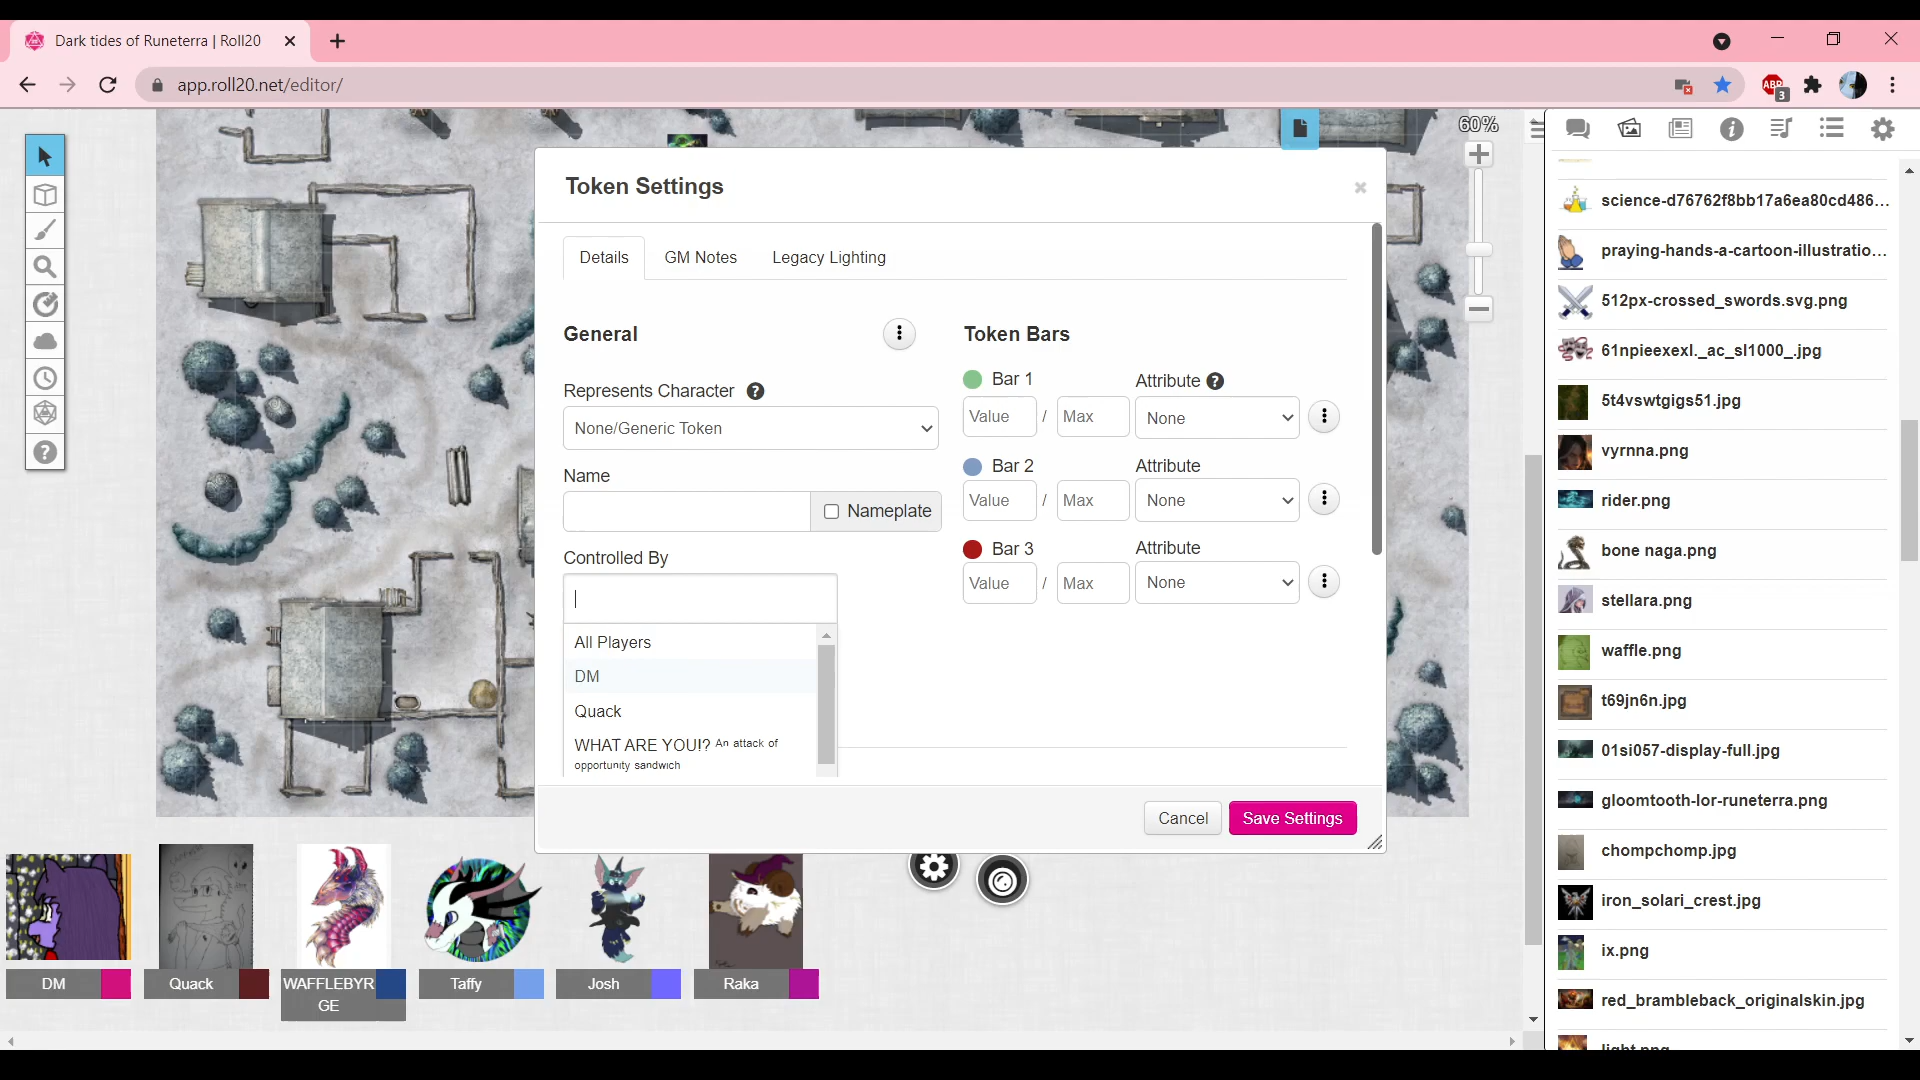 Dark tides of Runeterra | Roll20
app.roll20.net/editor/
ABP
3
60%
Token Settings
Details
GM Notes
Legacy Lighting
General
Represents Character ?
None/Generic Token
Name
Nameplate
Controlled By
All Players
DM
Quack
WHAT ARE YOU!? An attack of
opportunity sandwich
Token Bars
Bar 1
Attribute ?
Value / Max
None
Bar 2
Attribute
Value / Max
None
Bar 3
Attribute
Value / Max
None
Cancel
Save Settings
science-d76762f8bb17a6ea80cd486...
praying-hands-a-cartoon-illustratio...
512px-crossed_swords.svg.png
61npieexexl._ac_sl1000_.jpg
5t4vswtgigs51.jpg
vyrnna.png
rider.png
bone naga.png
stellara.png
waffle.png
t69jn6n.jpg
01si057-display-full.jpg
gloomtooth-lor-runeterra.png
chompchomp.jpg
iron_solari_crest.jpg
ix.png
red_brambleback_originalskin.jpg
light.png
DM
Quack
WAFFLEBYR
GE
Taffy
Josh
Raka